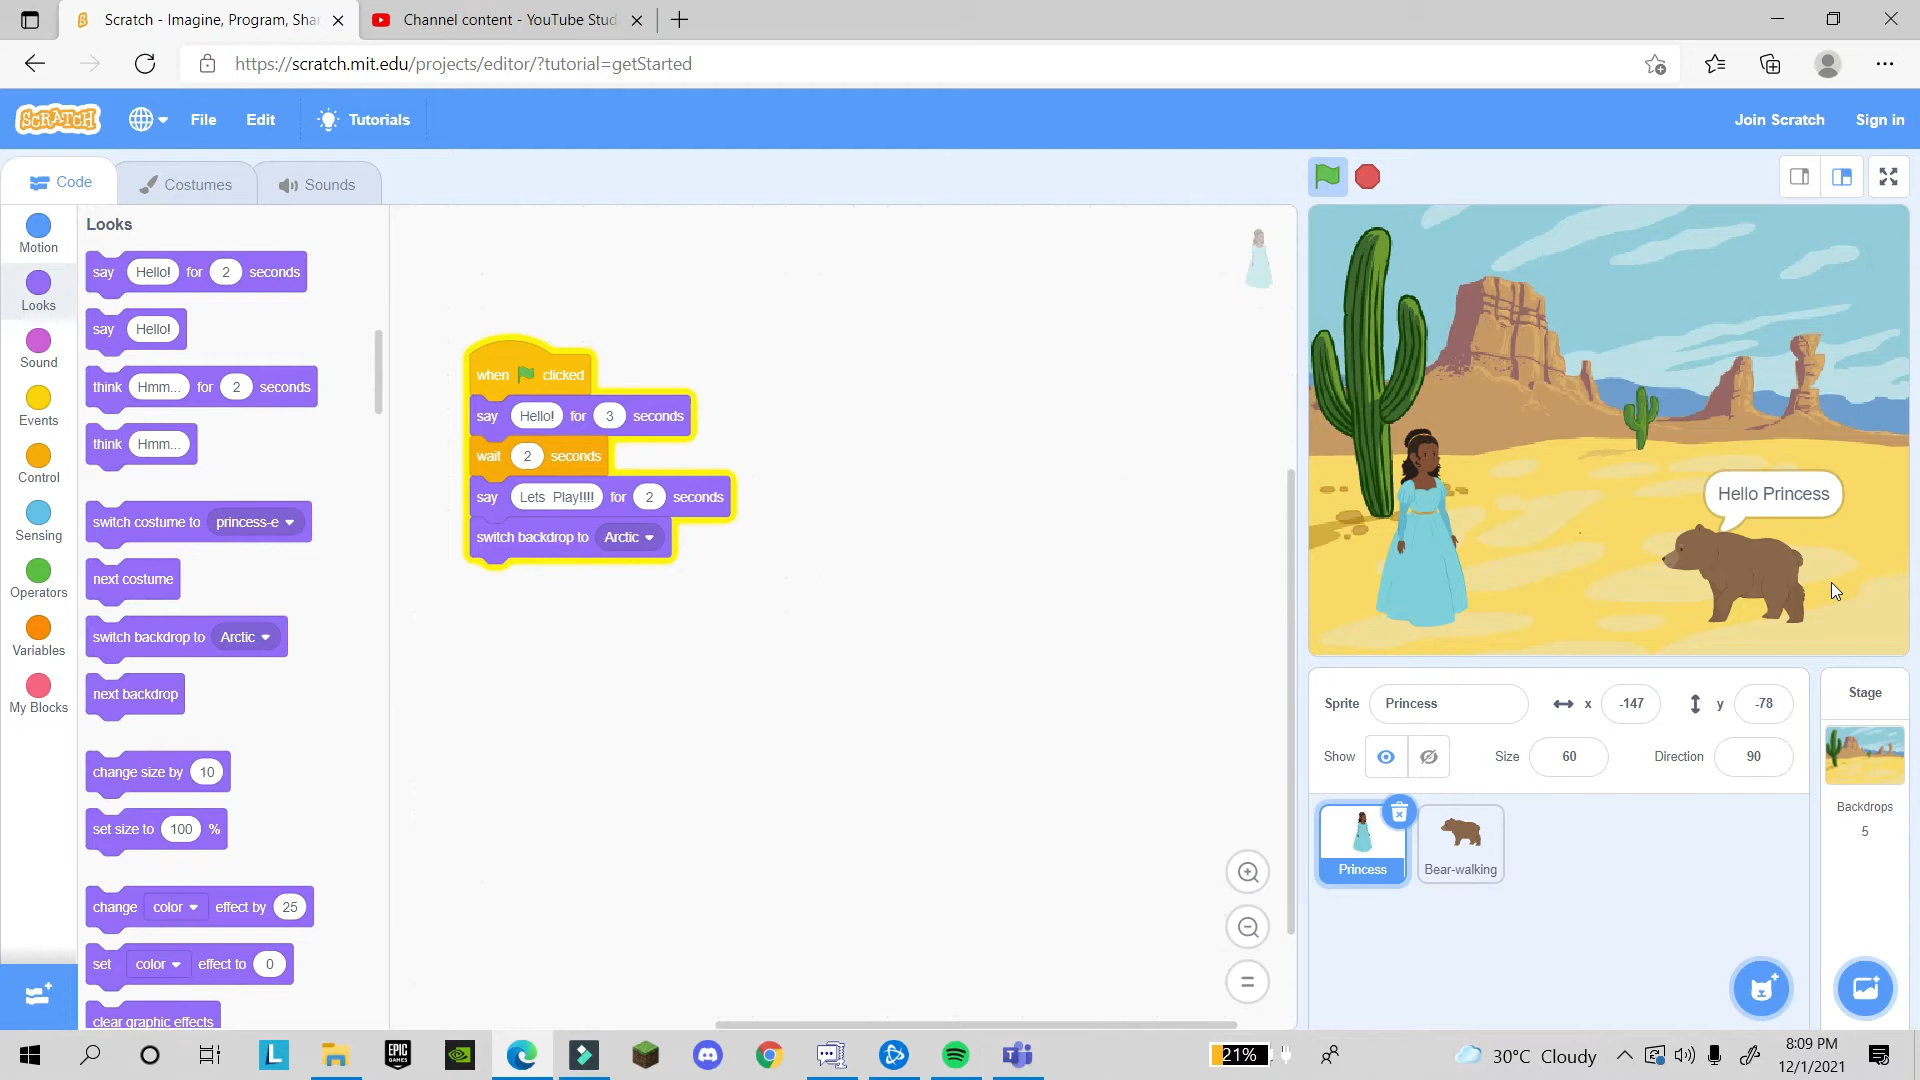 Scratch - Imagine, Program, Sha
Channel content - YouTube Stud
https://scratch.mit.edu/projects/editor/?tutorial=getStarted
SCRATCH
File
Edit
Tutorials
Join Scratch
Sign in
Code
Costumes
Sounds
Motion
Looks
Sound
Events
Control
Sensing
Operators
Variables
My Blocks
Looks
say Hello! for 2 seconds
say Hello!
think Hmm... for 2 seconds
think Hmm...
switch costume to princess-e
next costume
switch backdrop to Arctic
next backdrop
change size by 10
set size to 100 %
change color effect by 25
set color effect to 0
clear graphic effects
when clicked
say Hello! for 3 seconds
wait 2 seconds
say Lets Play!!!! for 2 seconds
switch backdrop to Arctic
Hello Princess
Sprite Princess x -147 y -78
Show Size 60 Direction 90
Princess
Bear-walking
Stage
Backdrops
5
L
EPIC
GAMES
21%
30°C Cloudy
8:09 PM
12/1/2021